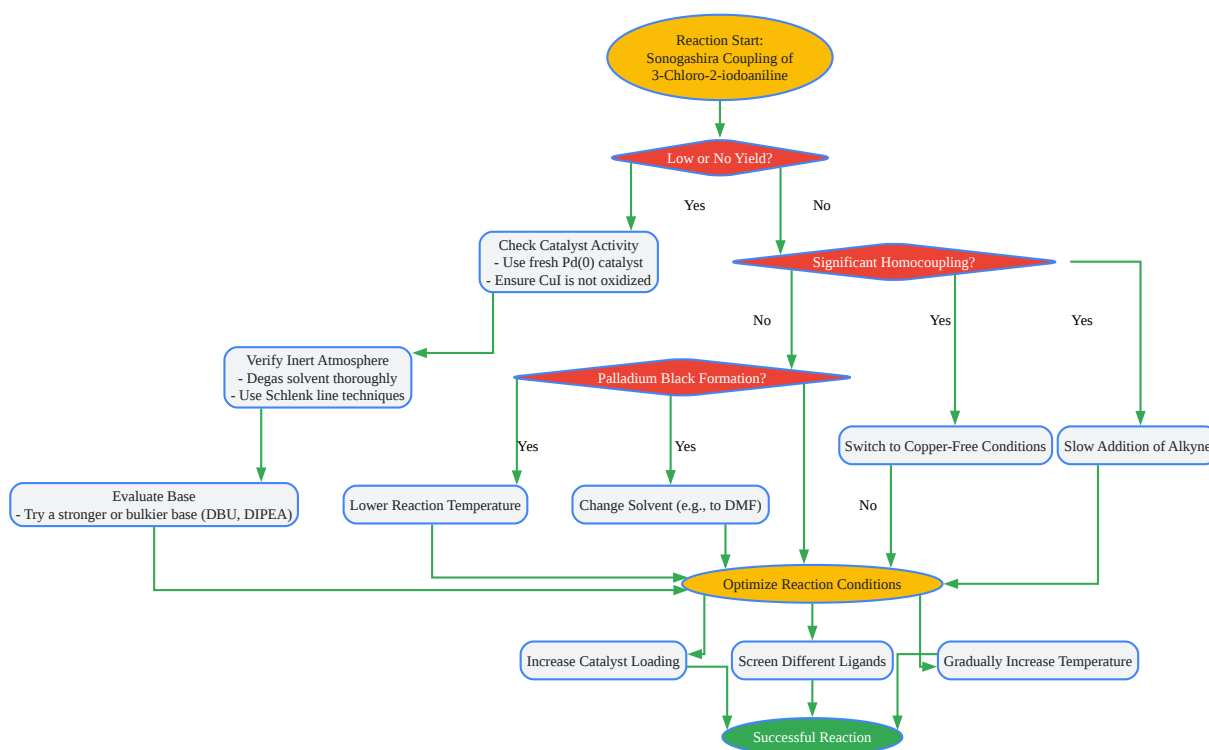 Reaction Start:
Sonogashira Coupling of
3-Chloro-2-iodoaniline
Low or No Yield?
Yes
No
Check Catalyst Activity
- Use fresh Pd(0) catalyst
- Ensure CuI is not oxidized
Significant Homocoupling?
No
Yes
Yes
Verify Inert Atmosphere
- Degas solvent thoroughly
- Use Schlenk line techniques
Palladium Black Formation?
Yes
Yes
Switch to Copper-Free Conditions
Slow Addition of Alkyne
Evaluate Base
- Try a stronger or bulkier base (DBU, DIPEA)
Lower Reaction Temperature
Change Solvent (e.g., to DMF)
No
Optimize Reaction Conditions
Increase Catalyst Loading
Screen Different Ligands
Gradually Increase Temperature
Successful Reaction